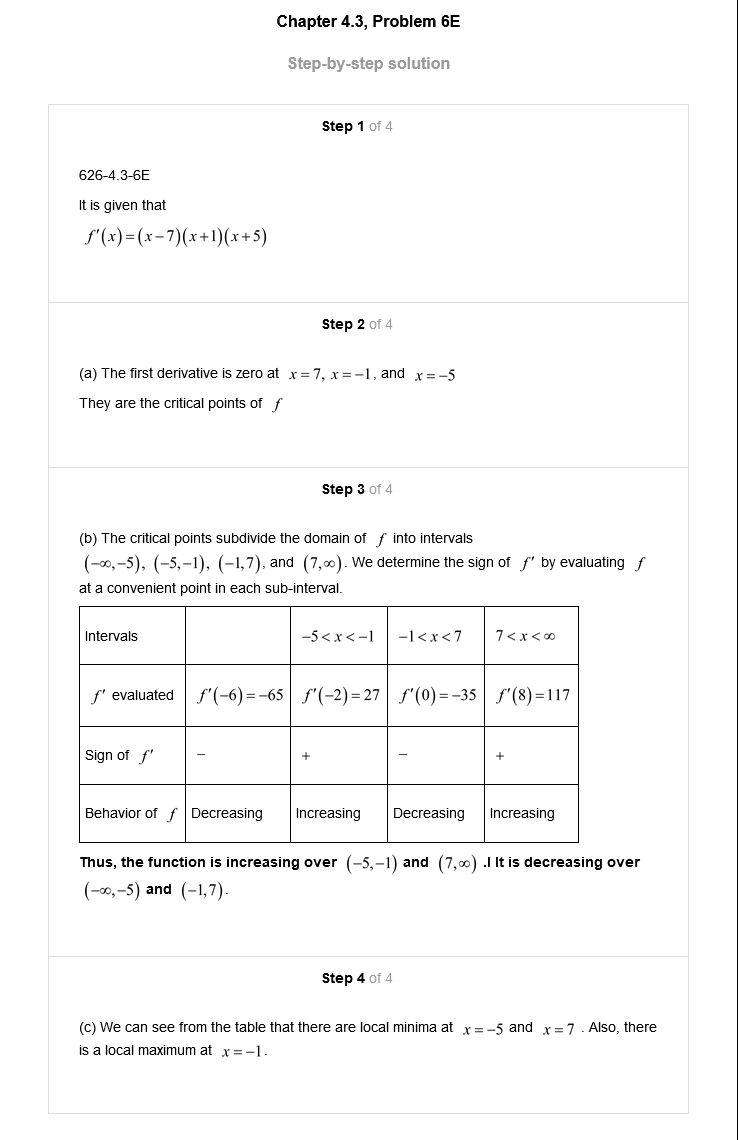 Chapter 4.3, Problem 6E
Step-by-step solution
Step 1 of 4
626-4.3-6E
It is given that
f'(x)=(x−7)(x+1)(x+5)
Step 2 of 4
(a) The first derivative is zero at x=7, x=−1, and x=−5
They are the critical points of f
Step 3 of 4
(b) The critical points subdivide the domain of f into intervals
(−∞,−5), (−5,−1), (−1,7), and (7,∞). We determine the sign of f' by evaluating f
at a convenient point in each sub-interval.
Intervals −5<x<−1 −1<x<7 7<x<∞
f' evaluated f'(−6)=−65 f'(−2)=27 f'(0)=−35 f'(8)=117
Sign of f' − + − +
Behavior of f Decreasing Increasing Decreasing Increasing
Thus, the function is increasing over (−5,−1) and (7,∞) .I It is decreasing over
(−∞,−5) and (−1,7).
Step 4 of 4
(c) We can see from the table that there are local minima at x=−5 and x=7 . Also, there
is a local maximum at x=−1.